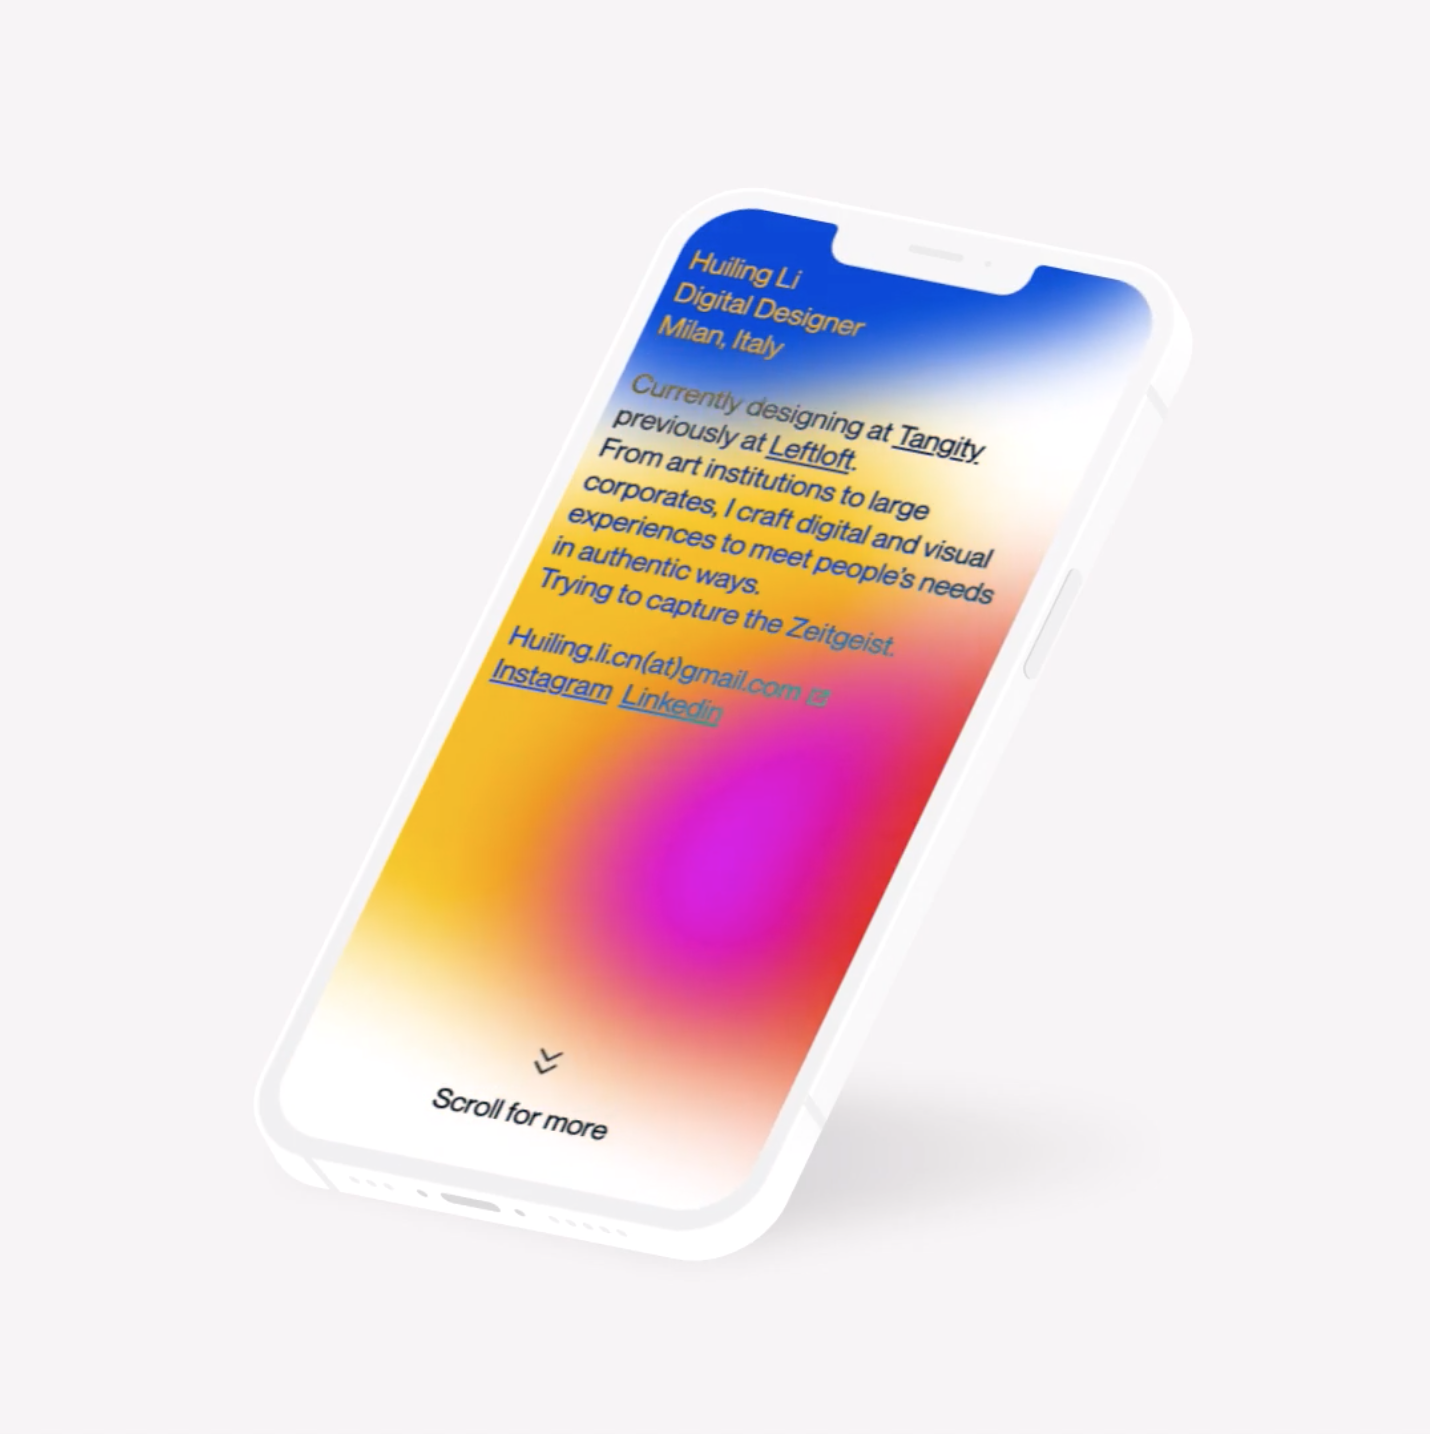 Huiling Li
Digital Designer
Milan, Italy
Currently designing at Tangity
previously at Leftloft.
From art institutions to large
corporates, I craft digital and visual
experiences to meet people's needs
in authentic ways.
Trying to capture the Zeitgeist.
Huiling.li.cn(at)gmail.com
Instagram Linkedin
Scroll for more